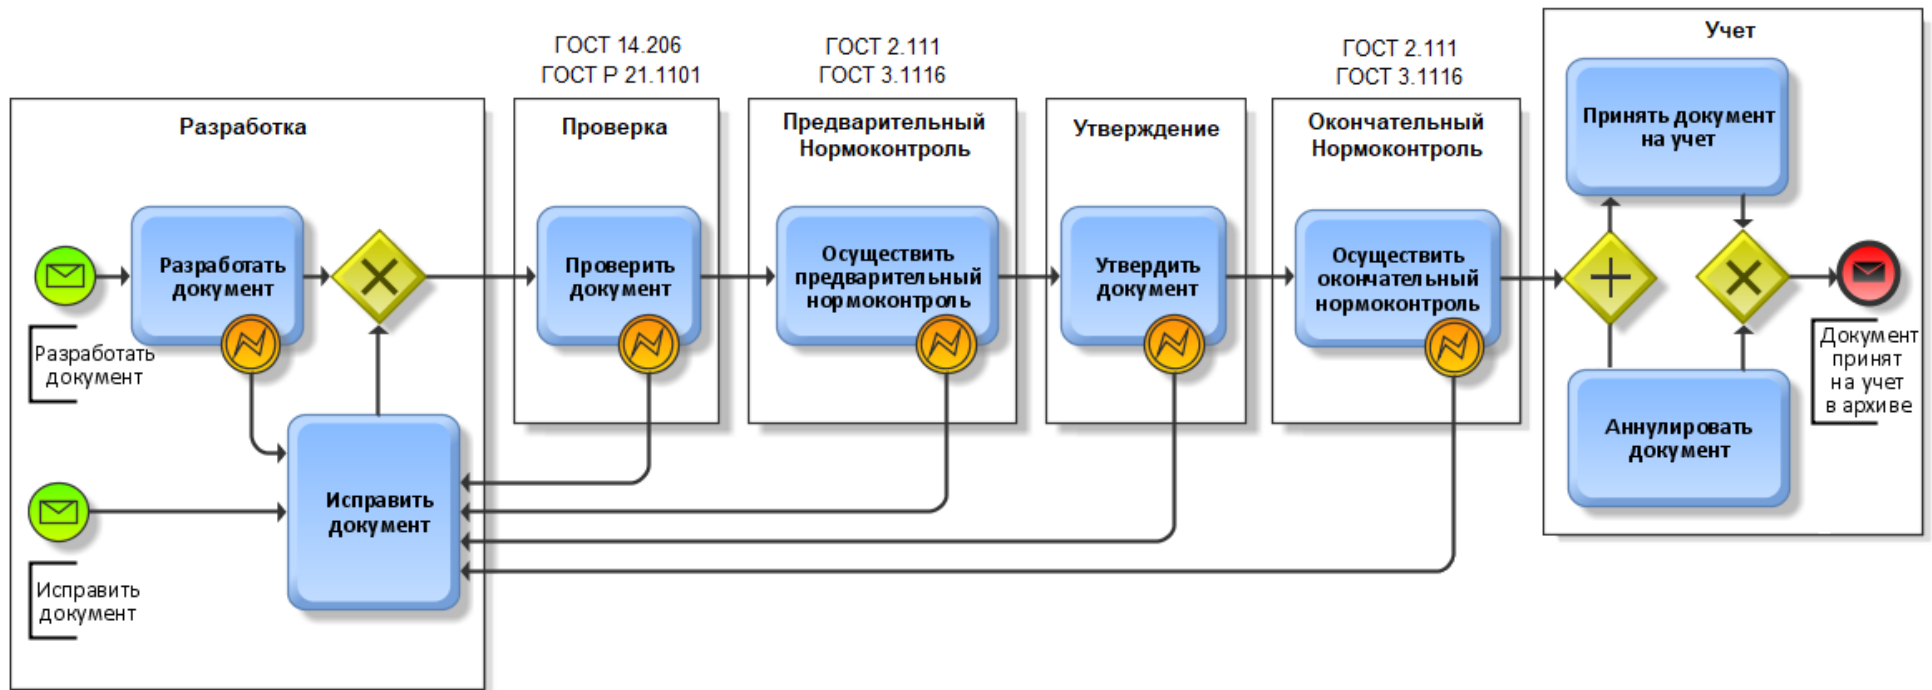 ГОСТ 14.206
ГОСТ Р 21.1101
ГОСТ 2.111
ГОСТ 3.1116
ГОСТ 2.111
ГОСТ 3.1116
Учет
Принять документ
на учет
Разработка
Проверка
Предварительный
Нормоконтроль
Утверждение
Окончательный
Нормоконтроль
Разработать
документ
Проверить
документ
Осуществить
предварительный
нормоконтроль
Утвердить
документ
Осуществить
окончательный
нормоконтроль
Разработать
документ
Документ
принят
на учет
в архиве
Аннулировать
документ
Исправить
документ
Исправить
документ